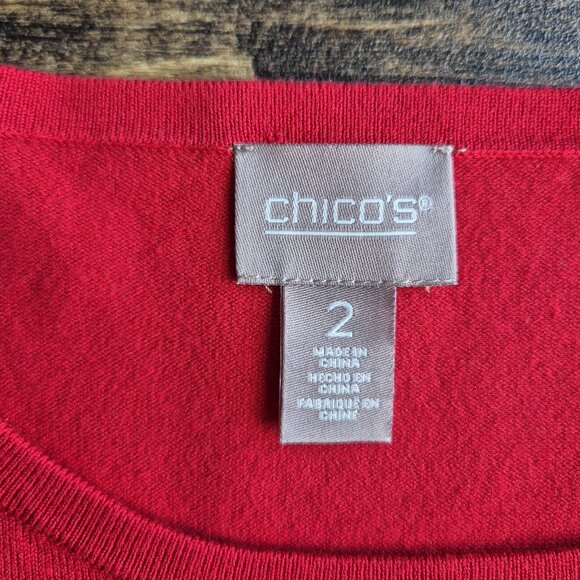 chico's®
2
MADE IN
CHINA
HECHO EN
CHINA
FABRIQUÉ EN
CHINE